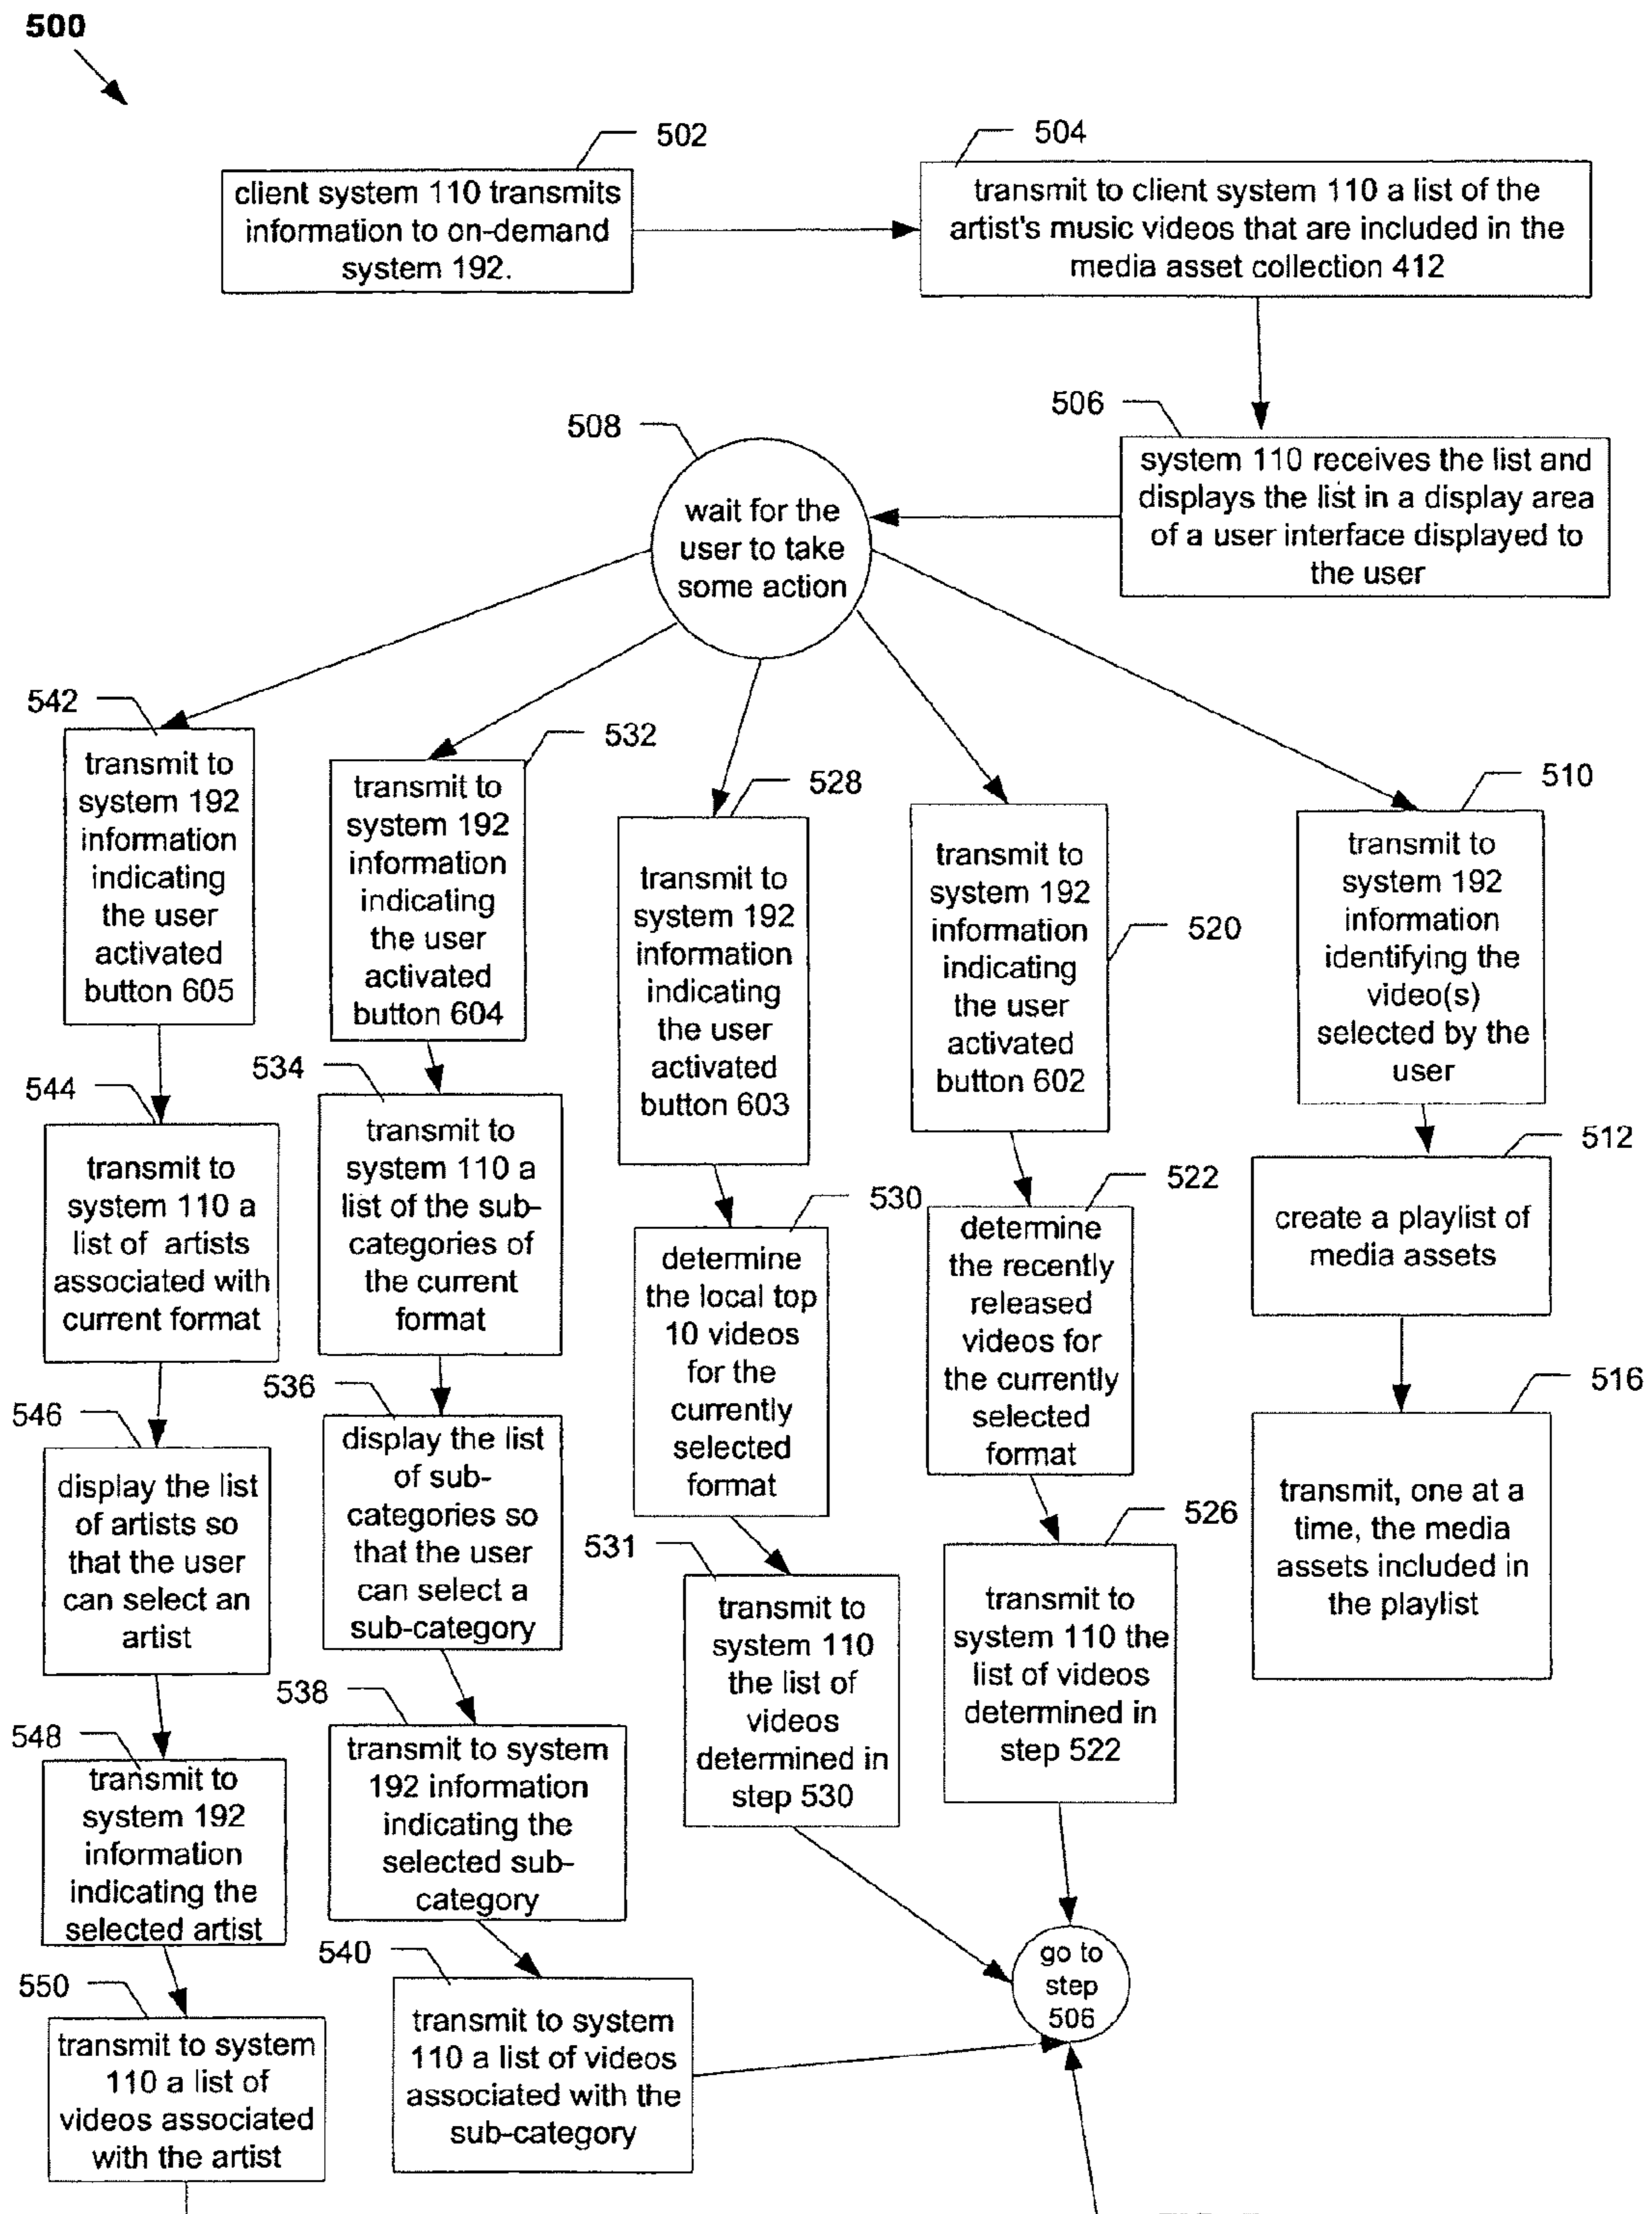 500
502
client system 110 transmits
information to on-demand
system 192.
504
transmit to client system 110 a list of the
artist's music videos that are included in the
media asset collection 412
506
system 110 receives the list and
displays the list in a display area
of a user interface displayed to
the user
508
wait for the
user to take
some action
542
transmit to
system 192
information
indicating
the user
activated
button 605
532
transmit to
system 192
information
indicating
the user
activated
button 604
528
transmit to
system 192
information
indicating
the user
activated
button 603
520
transmit to
system 192
information
indicating
the user
activated
button 602
510
transmit to
system 192
information
identifying the
video(s)
selected by the
user
544
transmit to
system 110 a
list of artists
associated with
current format
534
transmit to
system 110 a
list of the sub-
categories of
the current
format
530
determine
the local top
10 videos
for the
currently
selected
format
522
determine
the recently
released
videos for
the currently
selected
format
512
create a playlist of
media assets
546
display the list
of artists so
that the user
can select an
artist
536
display the list
of sub-
categories so
that the user
can select a
sub-category
531
transmit to
system 110
the list of
videos
determined in
step 530
526
transmit to
system 110 the
list of videos
determined in
step 522
516
transmit, one at a
time, the media
assets included in
the playlist
548
transmit to
system 192
information
indicating the
selected artist
538
transmit to system
192 information
indicating the
selected sub-
category
550
transmit to system
110 a list of
videos associated
with the artist
540
transmit to system
110 a list of videos
associated with the
sub-category
go to
step
506